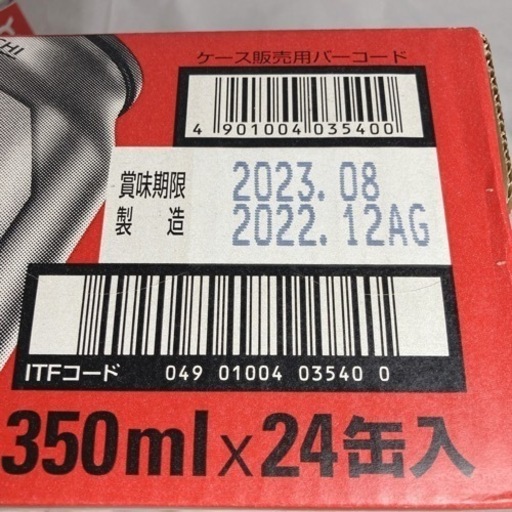 CHI
ケース販売用バーコード
4 901004 035400
賞味期限 2023.08
製造 2022.12AG
ITFコード 049 01004 03540 0
350ml×24缶入